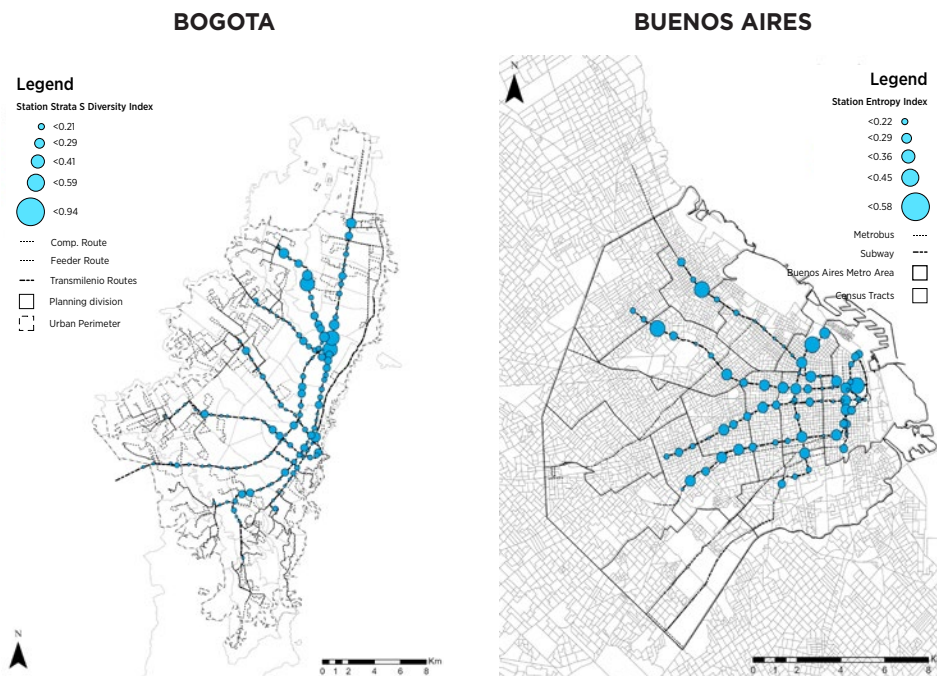 BOGOTA
Legend
Station Strata S Diversity Index
<0.21
<0.29
<0.41
<0.59
<0.94
Comp. Route
Feeder Route
Transmilenio Routes
Planning division
Urban Perimeter
N
0 1 2 4 6 8 Km
BUENOS AIRES
N
Legend
Station Entropy Index
<0.22
<0.29
<0.36
<0.45
<0.58
Metrobus
Subway
Buenos Aires Metro Area
Census Tracts
0 1 2 4 6 8